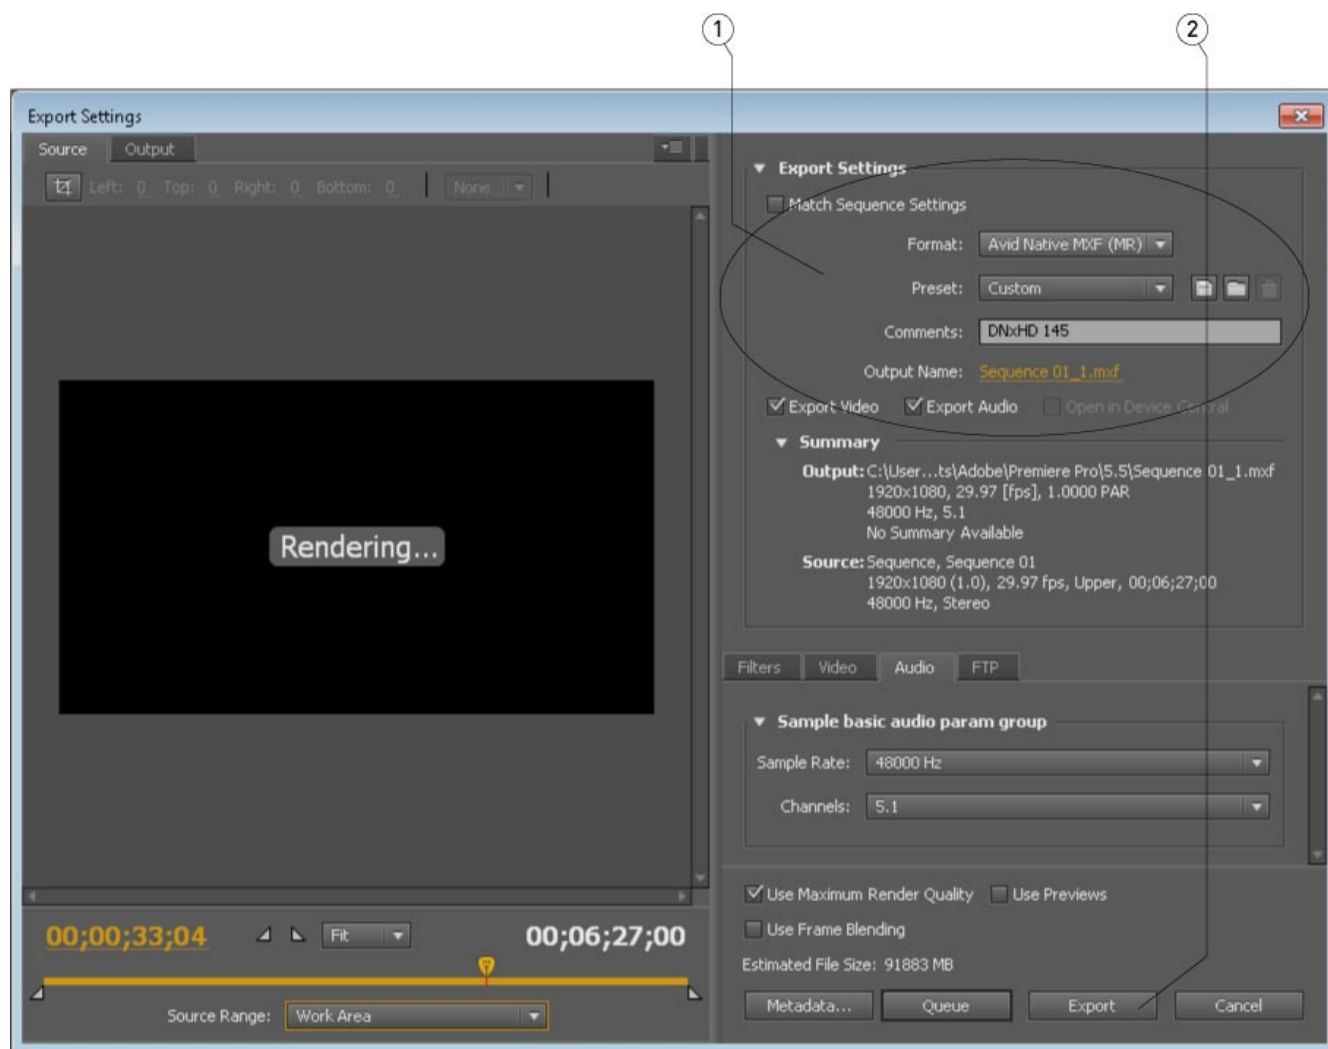 1
2
Export Settings
Source Output
Left: 0 Top: 0 Right: 0 Bottom: 0 None
Rendering...
00;00;33;04 Fit 00;06;27;00
Source Range: Work Area
Export Settings
Match Sequence Settings
Format: Avid Native MXF (MR)
Preset: Custom
Comments: DNxHD 145
Output Name: Sequence 01_1.mxf
Export Video Export Audio Open in Device Central
Summary
Output: C:\User...ts\Adobe\Premiere Pro\5.5\Sequence 01_1.mxf
1920x1080, 29.97 [fps], 1.0000 PAR
48000 Hz, 5.1
No Summary Available
Source: Sequence, Sequence 01
1920x1080 (1.0), 29.97 fps, Upper, 00;06;27;00
48000 Hz, Stereo
Filters Video Audio FTP
Sample basic audio param group
Sample Rate: 48000 Hz
Channels: 5.1
Use Maximum Render Quality Use Previews
Use Frame Blending
Estimated File Size: 91883 MB
Metadata... Queue Export Cancel